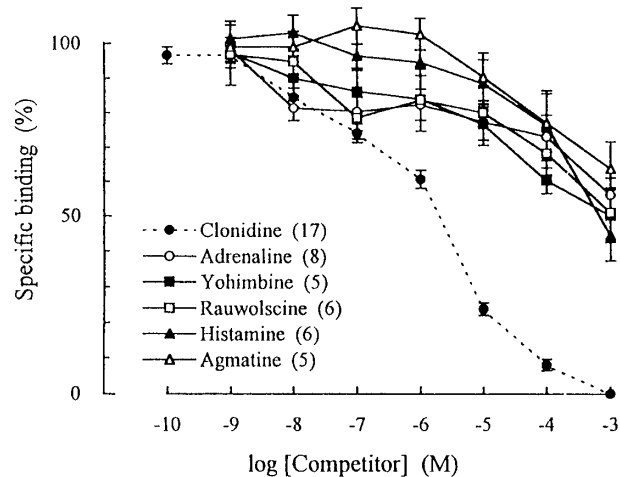 Specific binding (%)
100
50
0
Clonidine (17)
Adrenaline (8)
Yohimbine (5)
Rauwolscine (6)
Histamine (6)
Agmatine (5)
-10 -9 -8 -7 -6 -5 -4 -3
log [Competitor] (M)